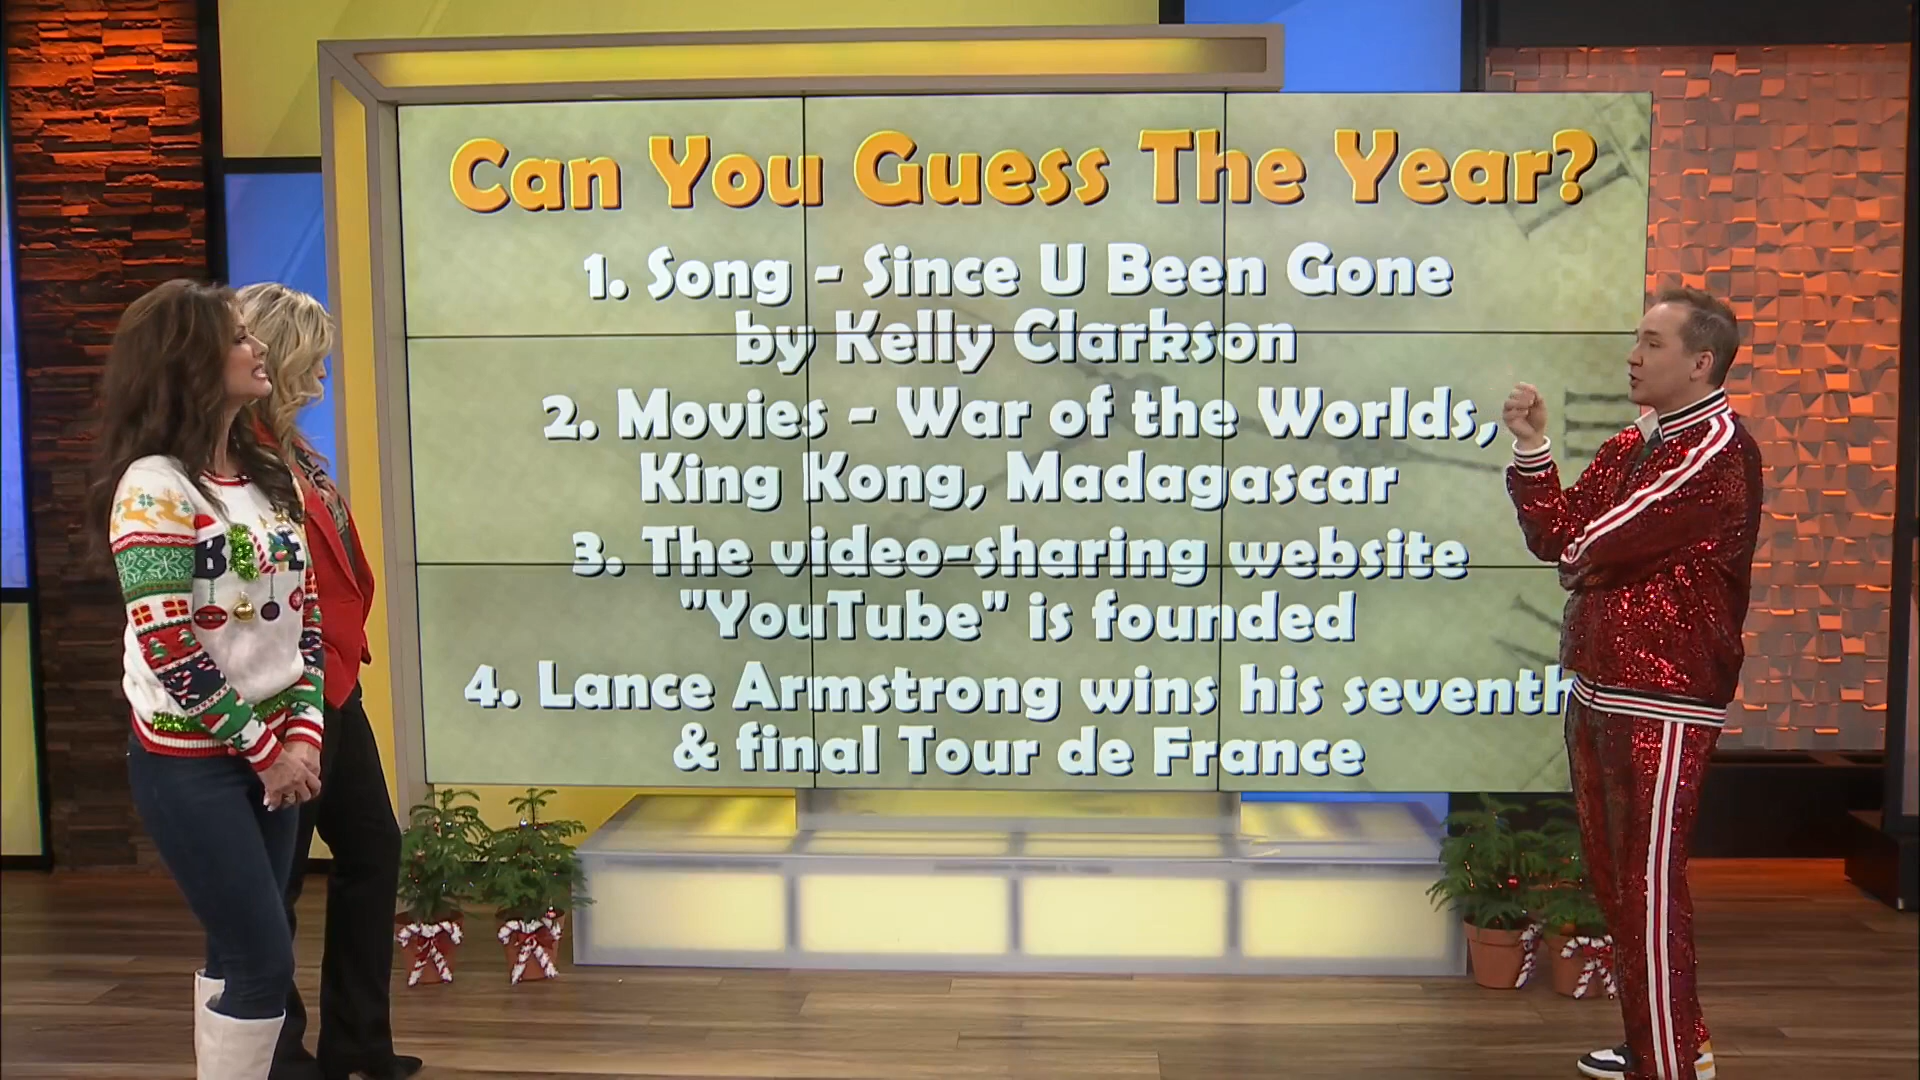 Can You Guess The Year?
1. Song - Since U Been Gone
by Kelly Clarkson
2. Movies - War of the Worlds,
King Kong, Madagascar
3. The video-sharing website
"YouTube" is founded
4. Lance Armstrong wins his seventh
& final Tour de France